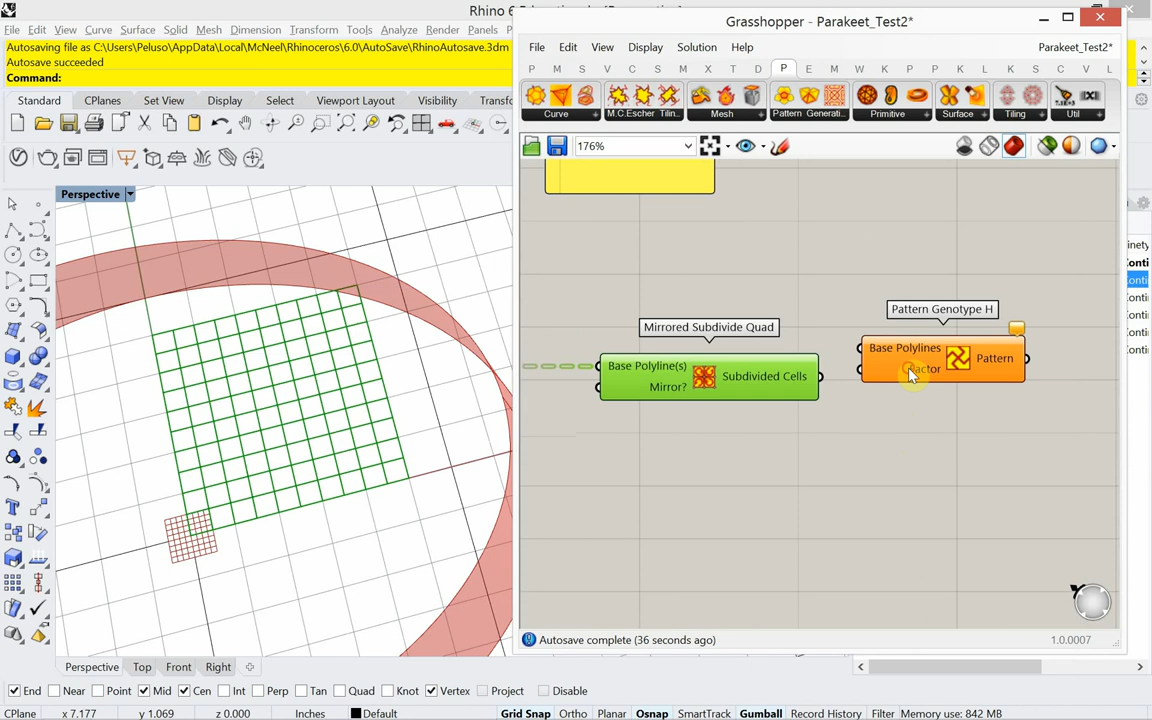 Rhino 6
Grasshopper - Parakeet_Test2*
File Edit View Curve Surface Solid Mesh Dimension Transform Tools Analyze Render Panels
File Edit View Display Solution Help
Parakeet_Test2*
Autosaving file as C:\Users\Peluso\AppData\Local\McNeel\Rhinoceros\6.0\AutoSave\RhinoAutosave.3dm
Autosave succeeded
Command:
P M S V C S M X T D P E M W K P P K L K S C V L
Standard CPlanes Set View Display Select Viewport Layout Visibility Transfo
Curve M.C.Escher Tilin... Mesh Pattern Generati... Primitive Surface Tiling Util
176%
Perspective
Pattern Genotype H
Mirrored Subdivide Quad
Base Polylines
Pattern
Base Polyline(s)
Mirror?
Subdivided Cells
Autosave complete (36 seconds ago)
1.0.0007
Perspective Top Front Right
End Near Point Mid Cen Int Perp Tan Quad Knot Vertex Project Disable
CPlane x 7.177 y 1.069 z 0.000 Inches Default Grid Snap Ortho Planar Osnap SmartTrack Gumball Record History Filter Memory use: 842 MB